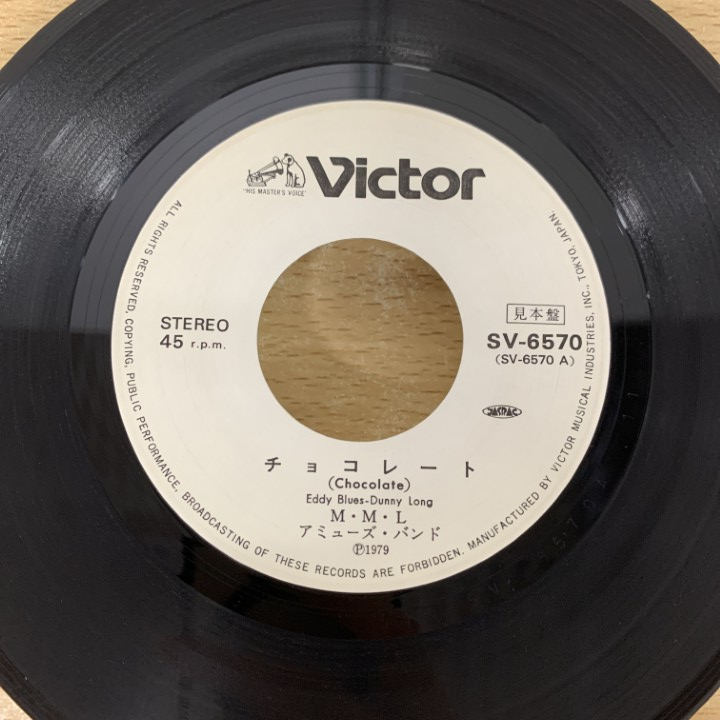 "HIS MASTER'S VOICE"
Victor
ALL RIGHTS RESERVED, COPYING, PUBLIC PERFORMANCE, BROADCASTING OF THESE RECORDS ARE FORBIDDEN. MANUFACTURED BY VICTOR MUSICAL INDUSTRIES, INC., TOKYO, JAPAN.
STEREO
45 r.p.m.
見本盤
SV-6570
(SV-6570 A)
JASRAC
チョコレート
(Chocolate)
Eddy Blues-Dunny Long
M・M・L
アミューズ・バンド
Ⓟ1979